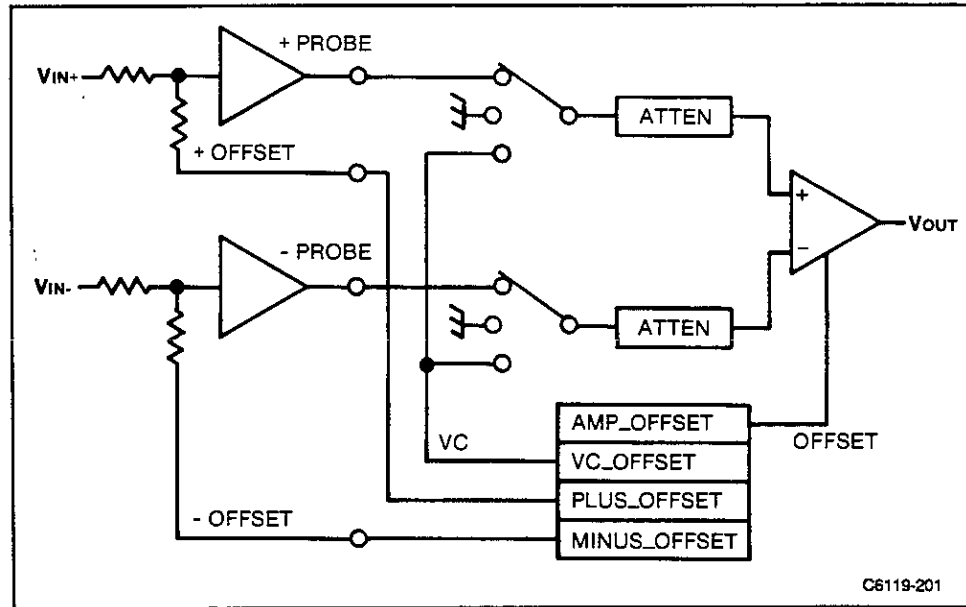 + PROBE
VIN+
ATTEN
+ OFFSET
+
VOUT
- PROBE
−
VIN-
ATTEN
AMP_OFFSET
OFFSET
VC
VC_OFFSET
PLUS_OFFSET
- OFFSET
MINUS_OFFSET
C6119-201